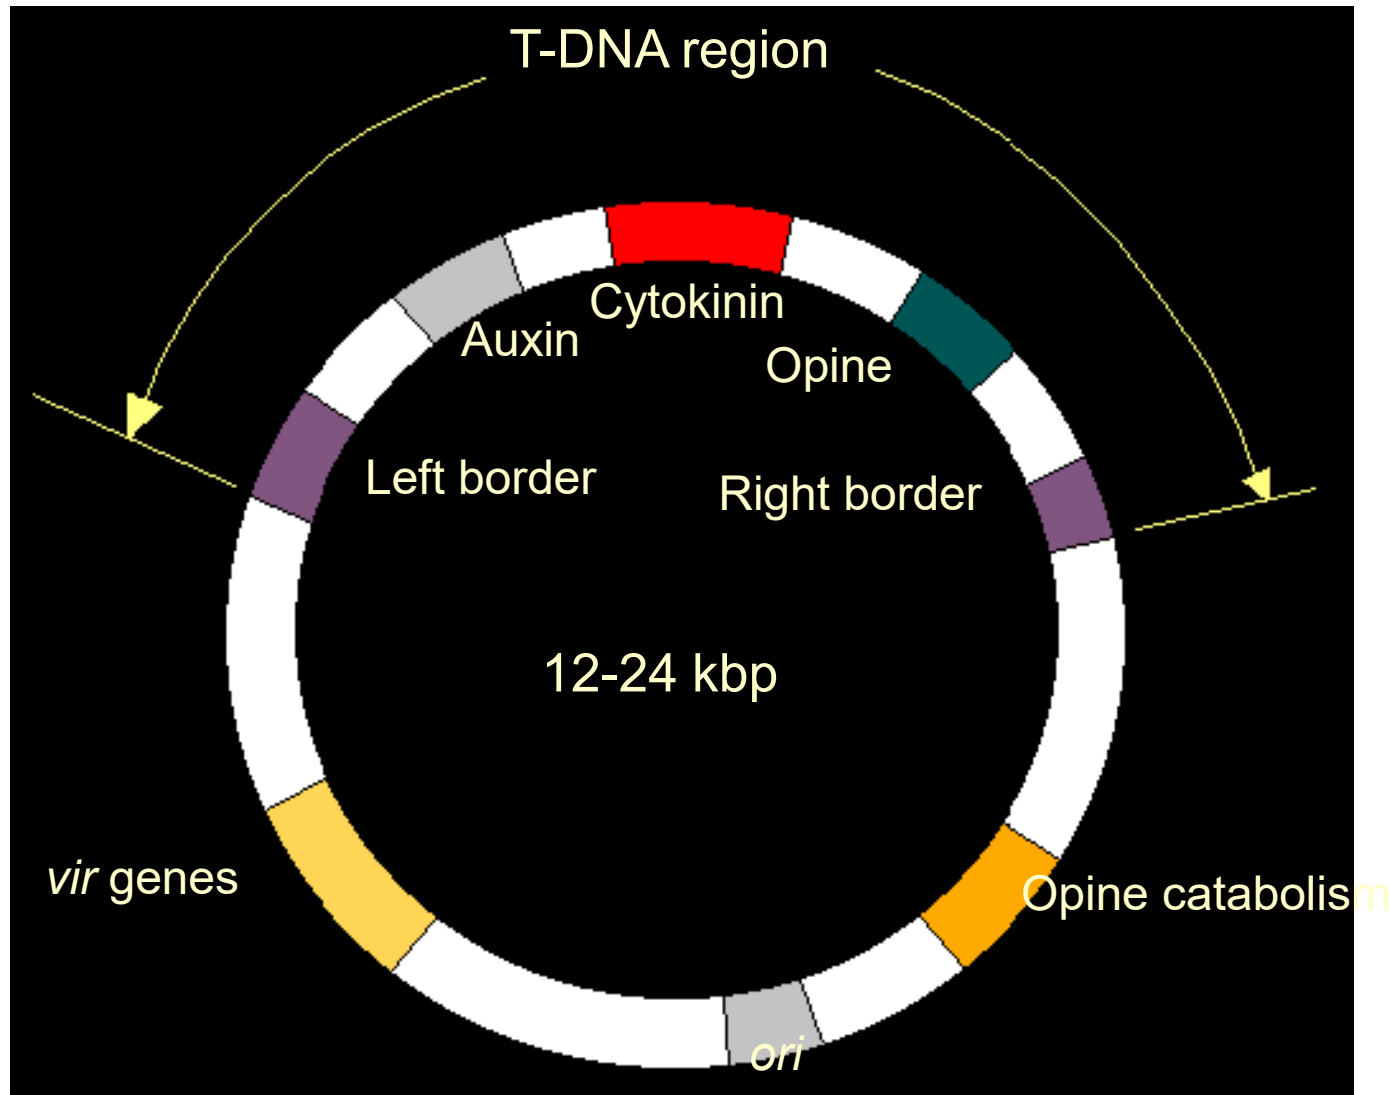 T-DNA region
Cytokinin
Auxin
Opine
Left border
Right border
12-24 kbp
vir genes
Opine catabolism
ori